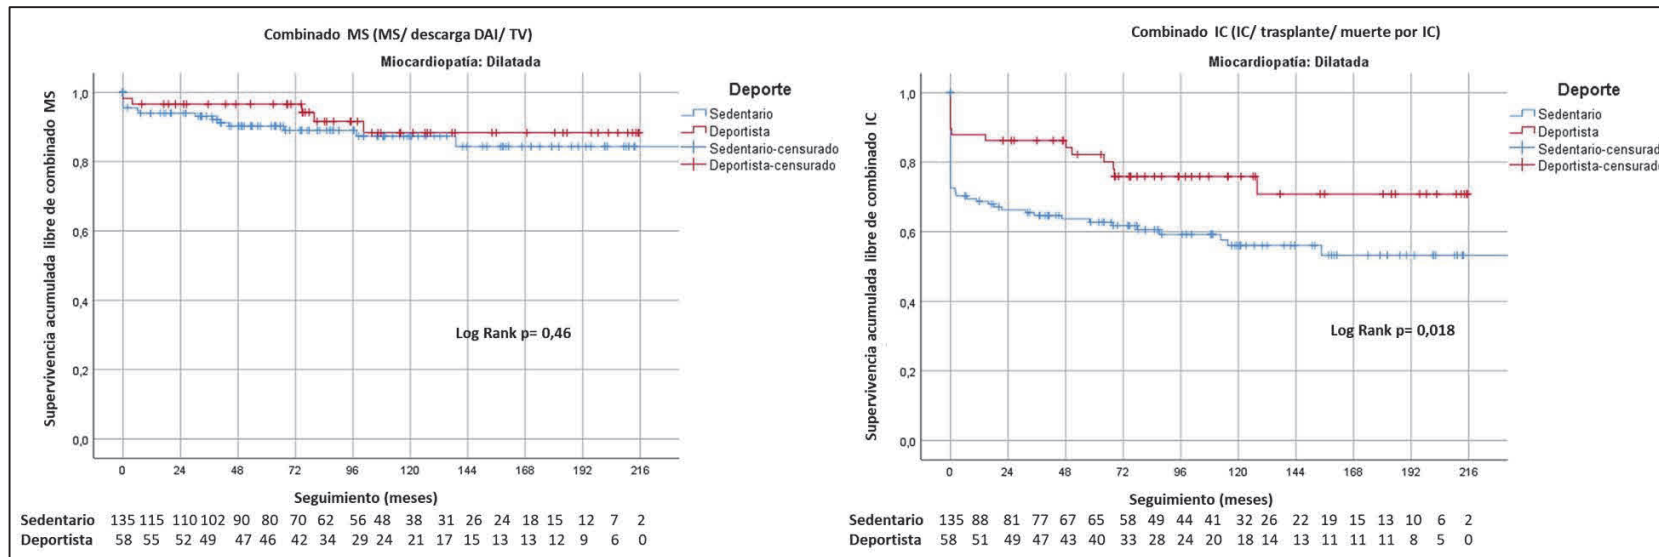 Combinado MS (MS/ descarga DAI/ TV)
Miocardiopatía: Dilatada
Supervivencia acumulada libre de combinado MS
1,0
0,8
0,6
0,4
0,2
0,0
Deporte
Sedentario
Deportista
Sedentario-censurado
Deportista-censurado
Log Rank p= 0,46
0 24 48 72 96 120 144 168 192 216
Seguimiento (meses)
Sedentario 135 115 110 102 90 80 70 62 56 48 38 31 26 24 18 15 12 7 2
Deportista 58 55 52 49 47 46 42 34 29 24 21 17 15 13 13 12 9 6 0
Combinado IC (IC/ trasplante/ muerte por IC)
Miocardiopatía: Dilatada
Supervivencia acumulada libre de combinado IC
1,0
0,8
0,6
0,4
0,2
0,0
Deporte
Sedentario
Deportista
Sedentario-censurado
Deportista-censurado
Log Rank p= 0,018
0 24 48 72 96 120 144 168 192 216
Seguimiento (meses)
Sedentario 135 88 81 77 67 65 58 49 44 41 32 26 22 19 15 13 10 6 2
Deportista 58 51 49 47 43 40 33 28 24 20 18 14 13 11 11 11 8 5 0